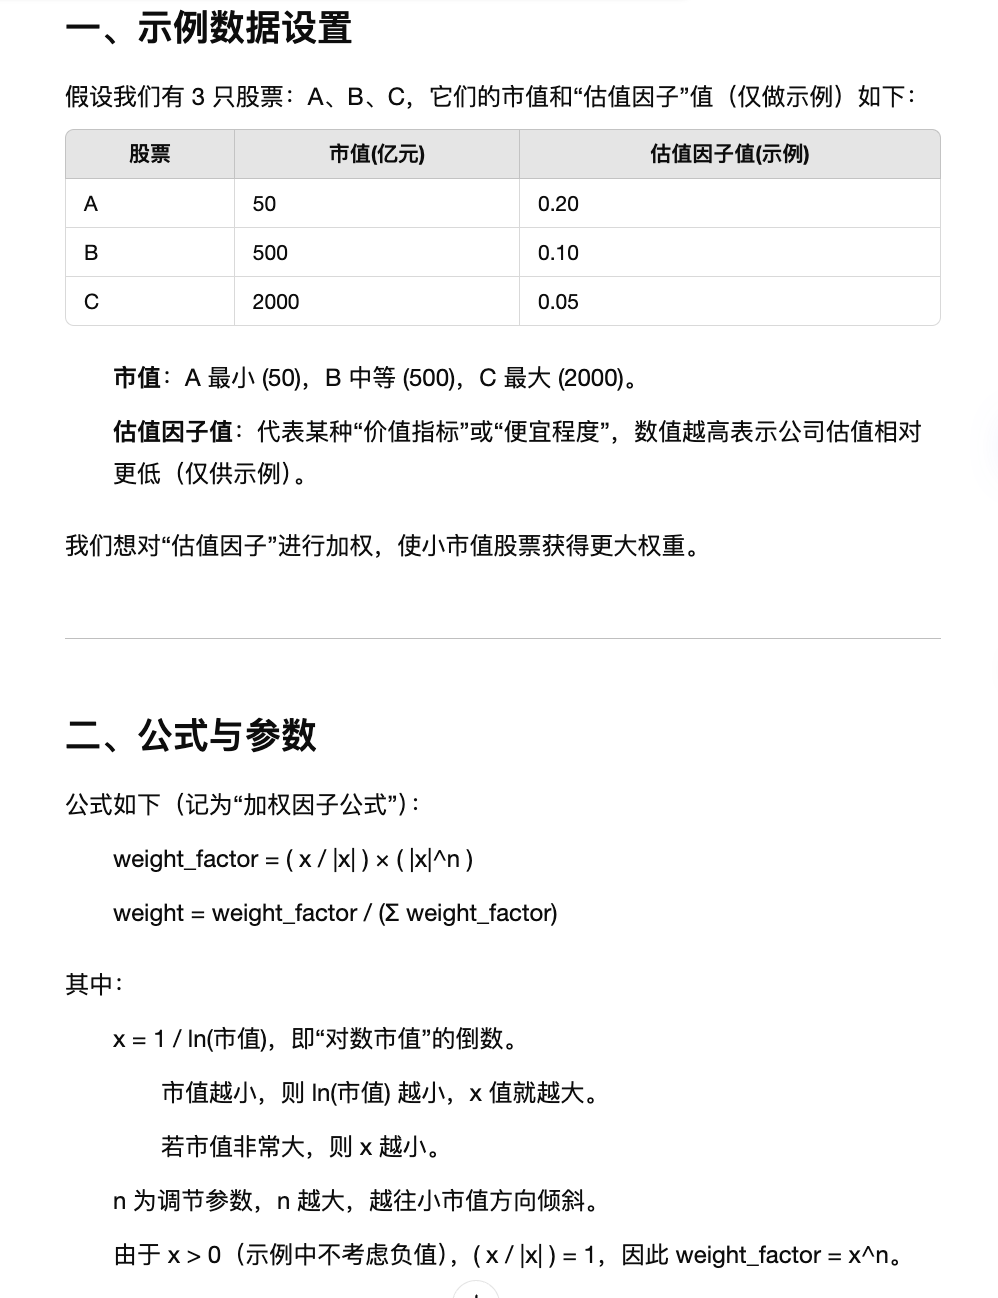 一、示例数据设置
假设我们有 3 只股票：A、B、C，它们的市值和“估值因子”值（仅做示例）如下：
股票 市值(亿元) 估值因子值(示例)
A 50 0.20
B 500 0.10
C 2000 0.05
市值：A 最小 (50)，B 中等 (500)，C 最大 (2000)。
估值因子值：代表某种“价值指标”或“便宜程度”，数值越高表示公司估值相对
更低（仅供示例）。
我们想对“估值因子”进行加权，使小市值股票获得更大权重。
二、公式与参数
公式如下（记为“加权因子公式”）：
weight_factor = ( x / |x| ) × ( |x|^n )
weight = weight_factor / (Σ weight_factor)
其中：
x = 1 / ln(市值)，即“对数市值”的倒数。
市值越小，则 ln(市值) 越小，x 值就越大。
若市值非常大，则 x 越小。
n 为调节参数，n 越大，越往小市值方向倾斜。
由于 x > 0（示例中不考虑负值），( x / |x| ) = 1，因此 weight_factor = x^n。